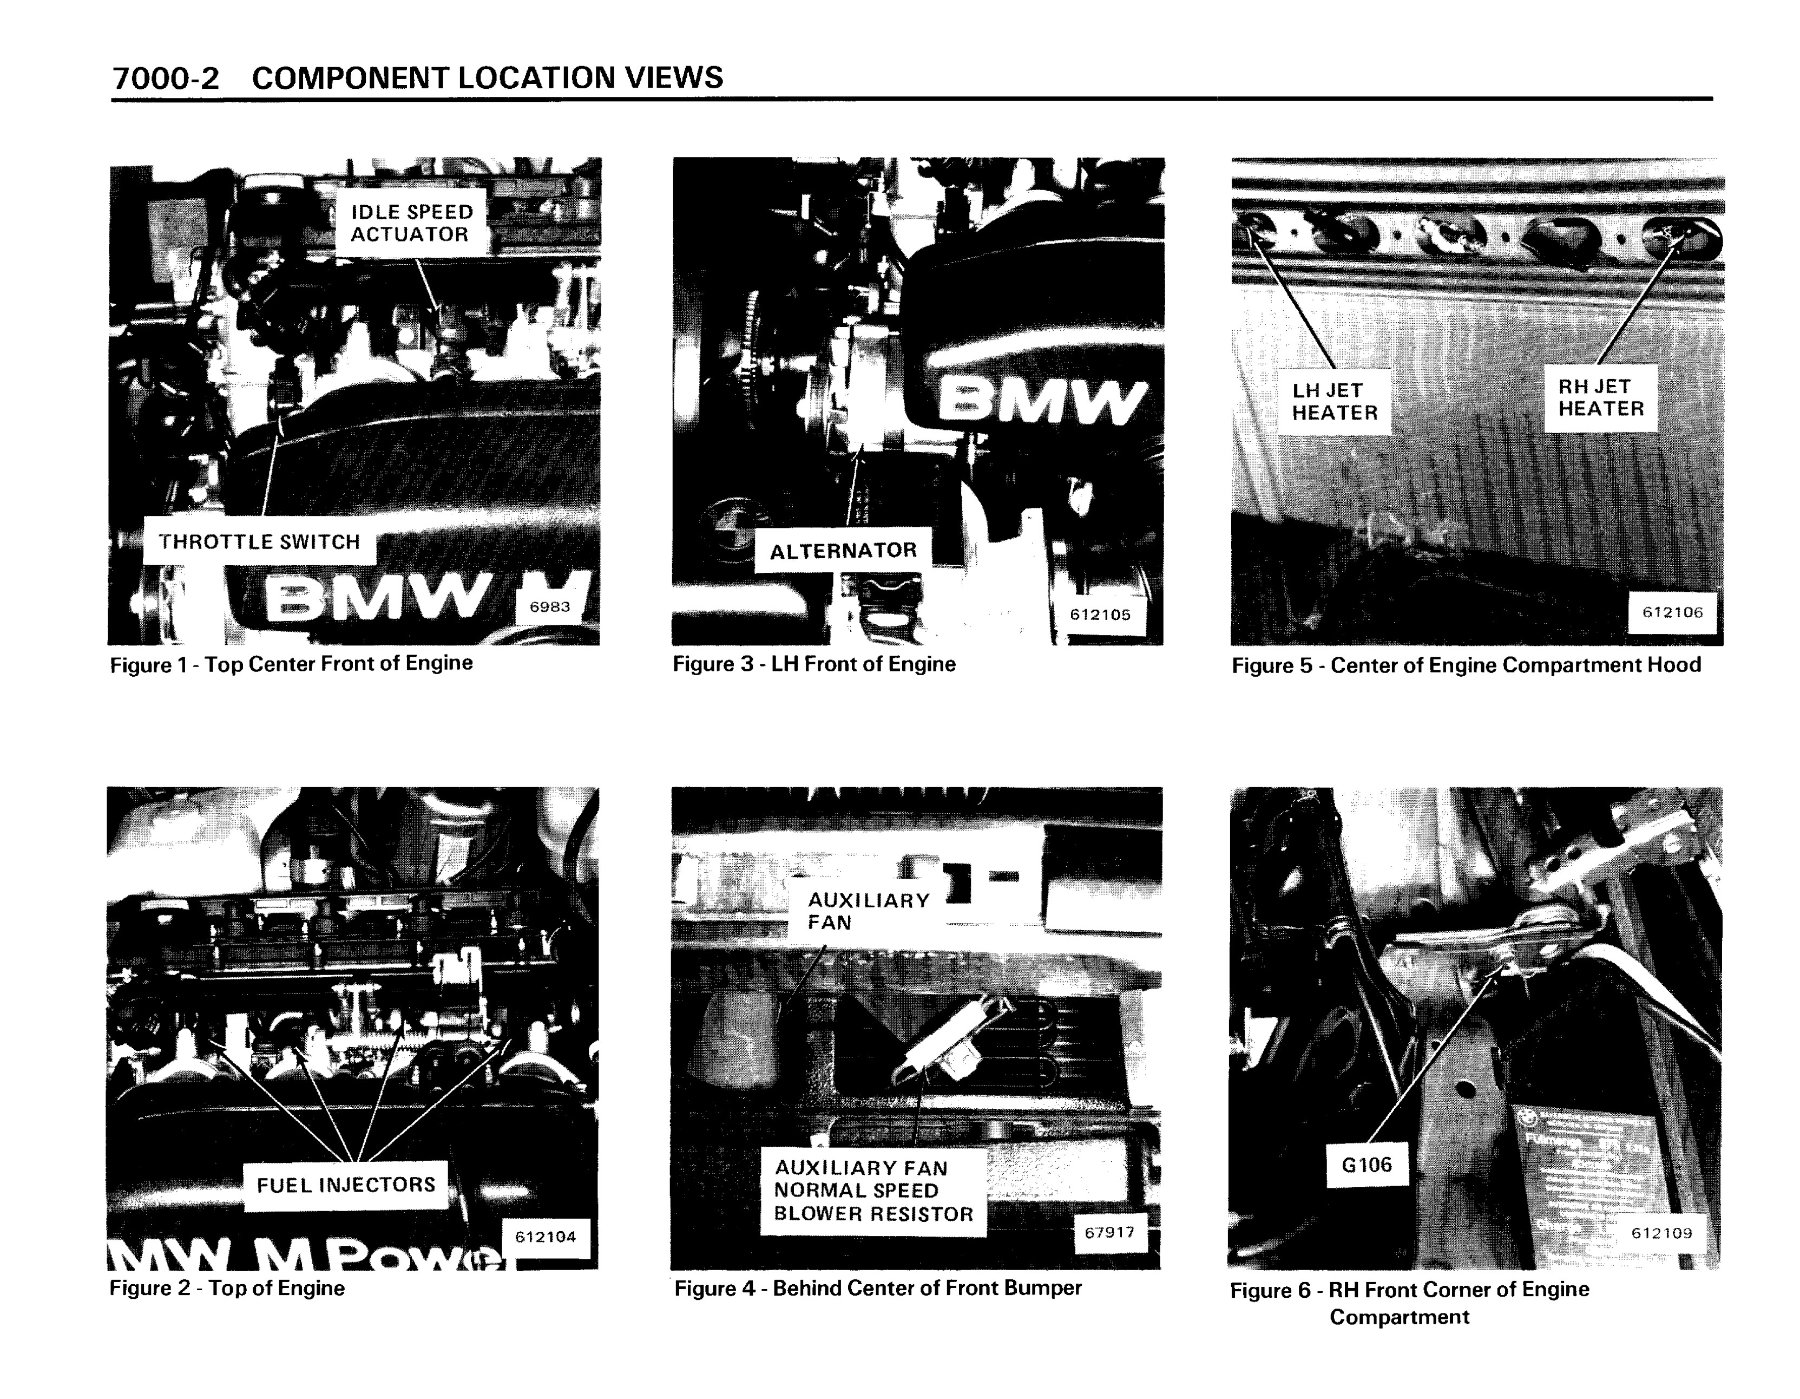 7000-2 COMPONENT LOCATION VIEWS
IDLE SPEED
ACTUATOR
THROTTLE SWITCH
BMW M
6983
Figure 1 - Top Center Front of Engine
BMW
ALTERNATOR
612105
Figure 3 - LH Front of Engine
LH JET
HEATER
RH JET
HEATER
612106
Figure 5 - Center of Engine Compartment Hood
FUEL INJECTORS
612104
MW M Power
Figure 2 - Top of Engine
AUXILIARY
FAN
AUXILIARY FAN
NORMAL SPEED
BLOWER RESISTOR
67917
Figure 4 - Behind Center of Front Bumper
G106
612109
Figure 6 - RH Front Corner of Engine
Compartment